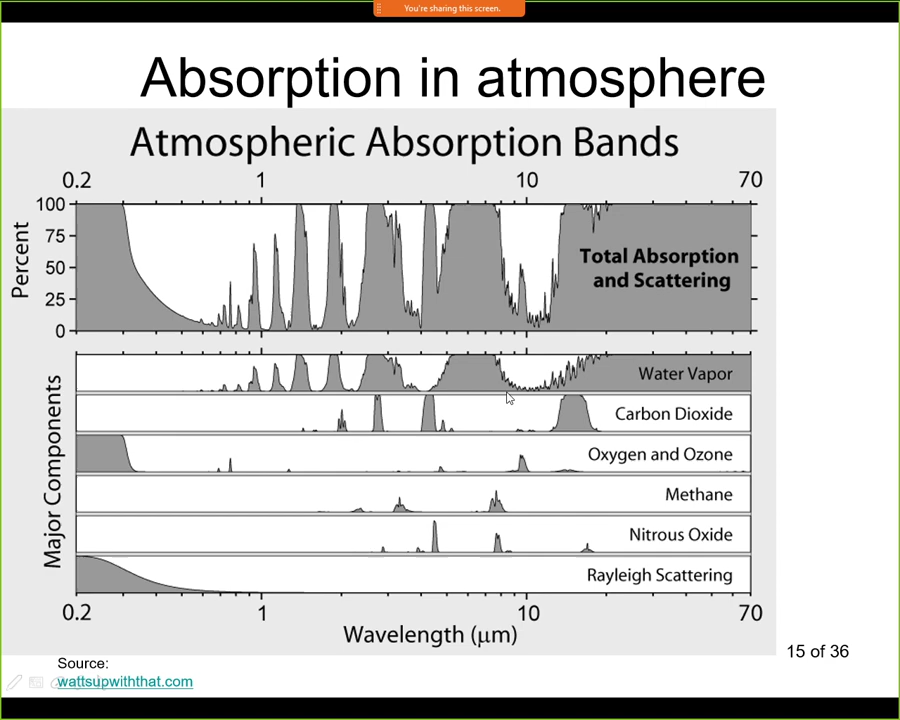 You're sharing this screen.
Absorption in atmosphere
Atmospheric Absorption Bands
0.2 1 10 70
Percent
100
75
50
25
0
Total Absorption
and Scattering
Major Components
Water Vapor
Carbon Dioxide
Oxygen and Ozone
Methane
Nitrous Oxide
Rayleigh Scattering
0.2 1 10 70
Wavelength (μm)
15 of 36
Source:
wattsupwiththat.com